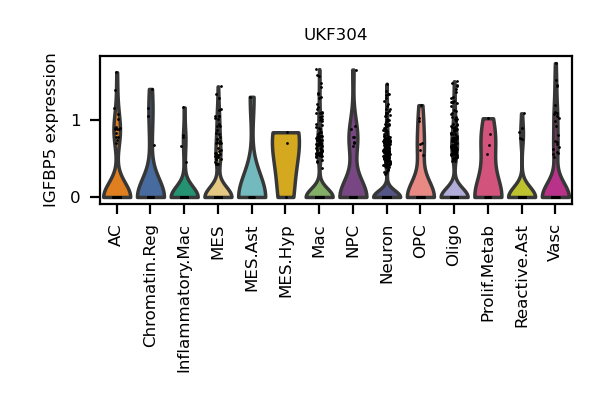 UKF304
IGFBP5 expression
1
0
AC
Chromatin.Reg
Inflammatory.Mac
MES
MES.Ast
MES.Hyp
Mac
NPC
Neuron
OPC
Oligo
Prolif.Metab
Reactive.Ast
Vasc